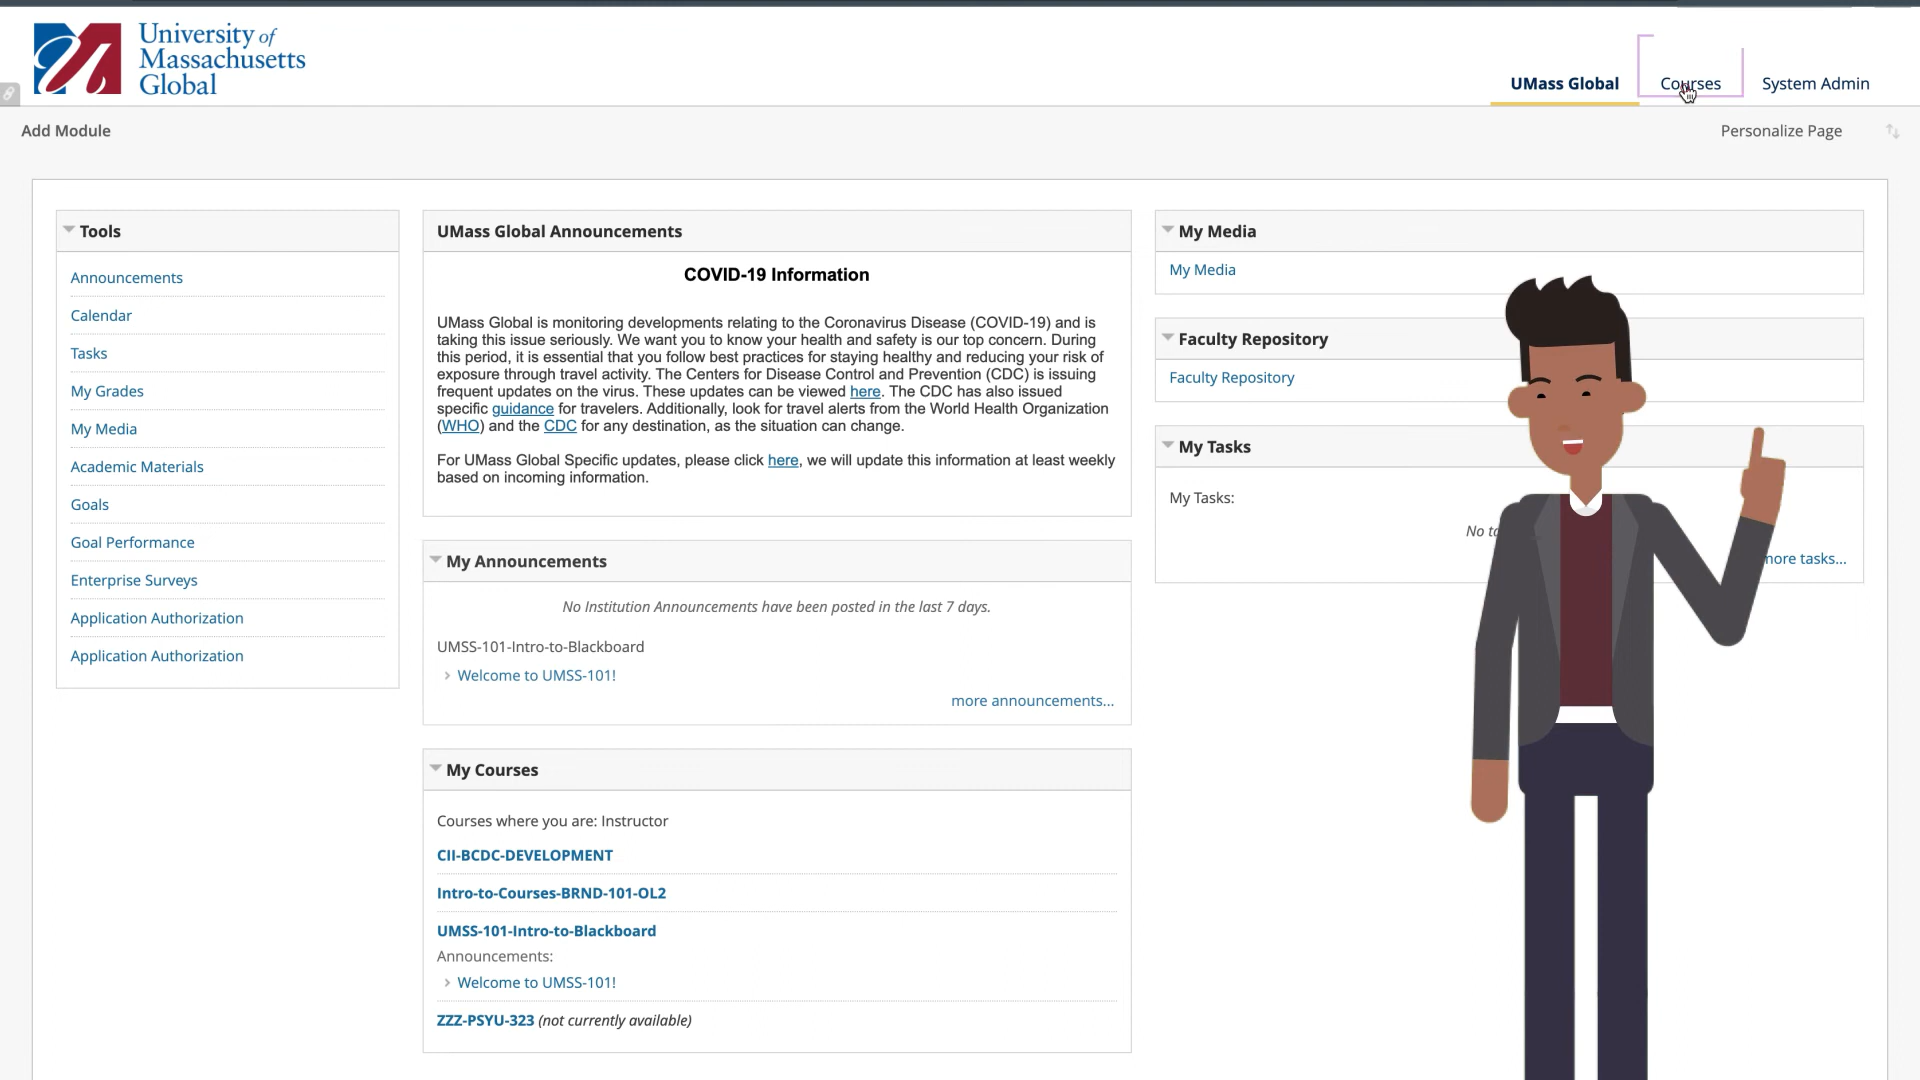 University of
Massachusetts
Global
UMass Global
Courses
System Admin
Add Module
Personalize Page
Tools
Announcements
Calendar
Tasks
My Grades
My Media
Academic Materials
Goals
Goal Performance
Enterprise Surveys
Application Authorization
Application Authorization
UMass Global Announcements
COVID-19 Information
UMass Global is monitoring developments relating to the Coronavirus Disease (COVID-19) and is
taking this issue seriously. We want you to know your health and safety is our top concern. During
this period, it is essential that you follow best practices for staying healthy and reducing your risk of
exposure through travel activity. The Centers for Disease Control and Prevention (CDC) is issuing
frequent updates on the virus. These updates can be viewed here. The CDC has also issued
specific guidance for travelers. Additionally, look for travel alerts from the World Health Organization
(WHO) and the CDC for any destination, as the situation can change.
For UMass Global Specific updates, please click here, we will update this information at least weekly
based on incoming information.
My Announcements
No Institution Announcements have been posted in the last 7 days.
UMSS-101-Intro-to-Blackboard
Welcome to UMSS-101!
more announcements...
My Courses
Courses where you are: Instructor
CII-BCDC-DEVELOPMENT
Intro-to-Courses-BRND-101-OL2
UMSS-101-Intro-to-Blackboard
Announcements:
Welcome to UMSS-101!
ZZZ-PSYU-323 (not currently available)
My Media
My Media
Faculty Repository
Faculty Repository
My Tasks
My Tasks:
No
more tasks...